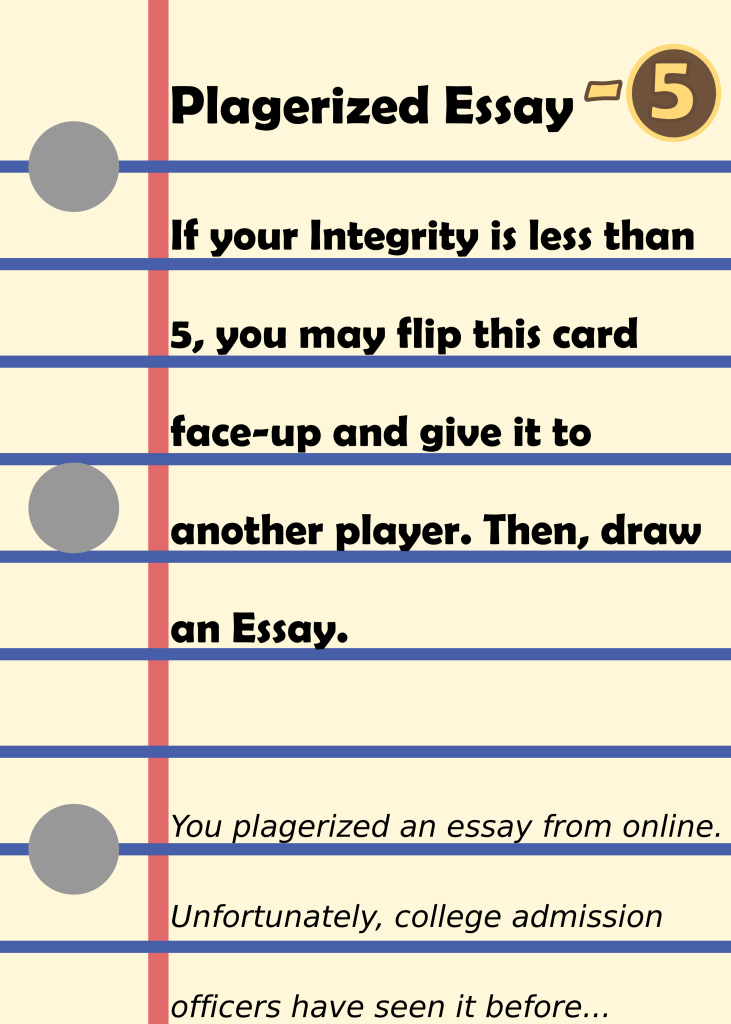 Plagerized Essay -5
If your Integrity is less than
5, you may flip this card
face-up and give it to
another player. Then, draw
an Essay.
You plagerized an essay from online.
Unfortunately, college admission
officers have seen it before...